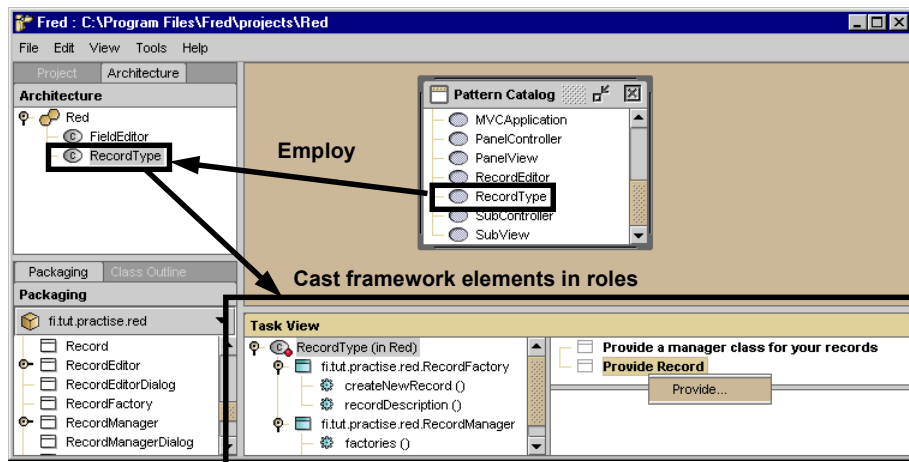 Fred : C:\Program Files\Fred\projects\Red
File Edit View Tools Help
Project Architecture
Architecture
Red
FieldEditor
RecordType
Employ
Pattern Catalog
MVCApplication
PanelController
PanelView
RecordEditor
RecordType
SubController
SubView
Cast framework elements in roles
Packaging Class Outline
Packaging
fi.tut.practise.red
Record
RecordEditor
RecordEditorDialog
RecordFactory
RecordManager
RecordManagerDialog
Task View
RecordType (in Red)
fi.tut.practise.red.RecordFactory
createNewRecord ()
recordDescription ()
fi.tut.practise.red.RecordManager
factories ()
Provide a manager class for your records
Provide Record
Provide...